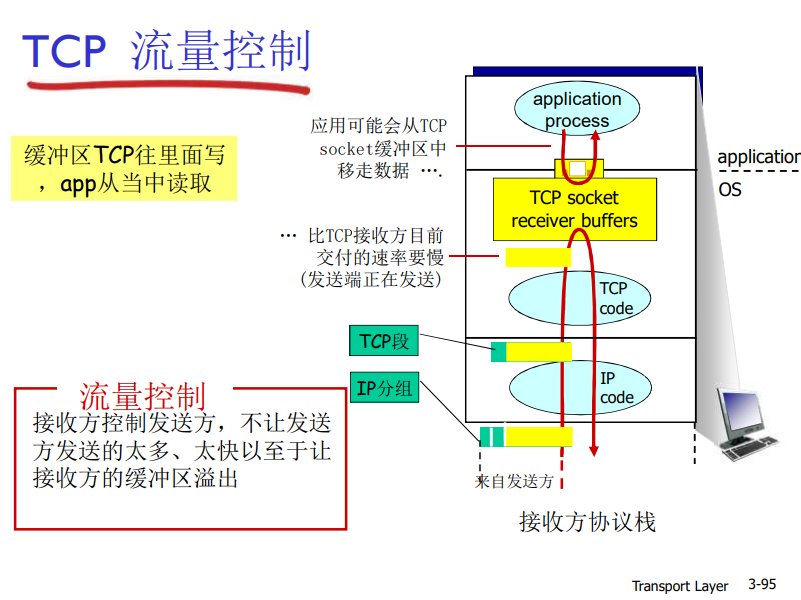 TCP 流量控制
缓冲区TCP往里面写
，app从当中读取
应用可能会从TCP
socket缓冲区中
移走数据 ….
… 比TCP接收方目前
交付的速率要慢
(发送端正在发送)
TCP段
IP分组
流量控制
接收方控制发送方，不让发送
方发送的太多、太快以至于让
接收方的缓冲区溢出
application
process
TCP socket
receiver buffers
TCP
code
IP
code
application
OS
来自发送方
接收方协议栈
Transport Layer
3-95